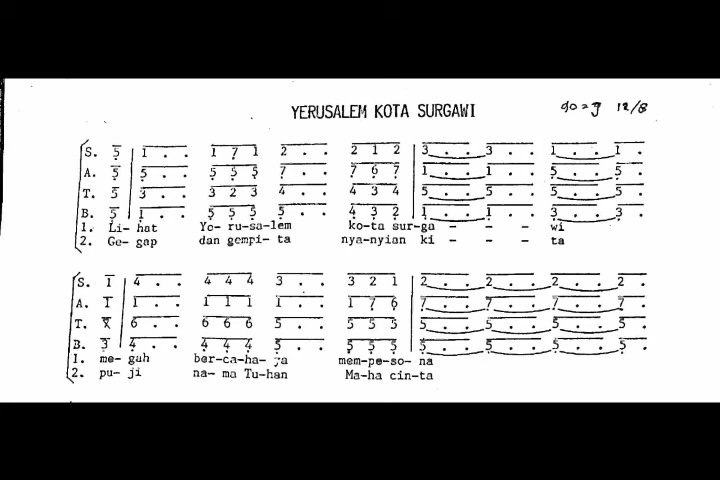 YERUSALEM KOTA SURGAWI
do = g 12/8
S. 5 1 . . 1 7 1 2 . . 2 1 2 3 . . 3 . . 1 . . 1 .
A. 5 5 . . 5 5 5 7 . . 7 6 7 1 . . 1 . . 5 . . 5 .
T. 5 3 . . 3 2 3 4 . . 4 3 4 5 . . 5 . . 5 . . 5 .
B. 5 1 . . 5 5 5 5 . . 4 3 2 1 . . 1 . . 3 . . 3 .
1. Li- hat Ye- ru-sa-lem ko-ta sur-ga - - - wi
2. Ge- gap dan gempi- ta nya-nyian ki - - - ta
S. 1 4 . . 4 4 4 3 . . 3 2 1 2 . . 2 . . 2 . . 2 .
A. 1 1 . . 1 1 1 1 . . 1 7 6 7 . . 7 . . 7 . . 7 .
T. 6 . . 6 6 6 5 . . 5 5 5 5 . . 5 . . 5 . . 5 .
B. 3 4 . . 4 4 4 5 . . 5 5 5 5 . . 5 . . 5 . . 5 .
1. me- guh ber-ca-ha- ya mem-pe-so- na
2. pu- ji na- ma Tu-han Ma-ha cin-ta